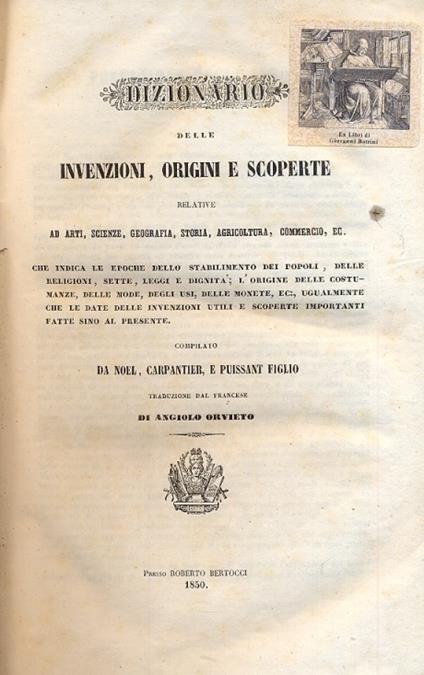 DIZIONARIO
Ex Libri di
Giovanni Botrini
DELLE
INVENZIONI, ORIGINI E SCOPERTE
RELATIVE
AD ARTI, SCIENZE, GEOGRAFIA, STORIA, AGRICOLTURA, COMMERCIO, EC.
CHE INDICA LE EPOCHE DELLO STABILIMENTO DEI POPOLI, DELLE
RELIGIONI, SETTE, LEGGI E DIGNITA'; L'ORIGINE DELLE COSTU-
MANZE, DELLE MODE, DEGLI USI, DELLE MONETE, EC:, UGUALMENTE
CHE LE DATE DELLE INVENZIONI UTILI E SCOPERTE IMPORTANTI
FATTE SINO AL PRESENTE.
COMPILATO
DA NOEL, CARPANTIER, E PUISSANT FIGLIO
TRADUZIONE DAL FRANCESE
DI ANGIOLO ORVIETO
PRESSO ROBERTO BERTOCCI
1850.